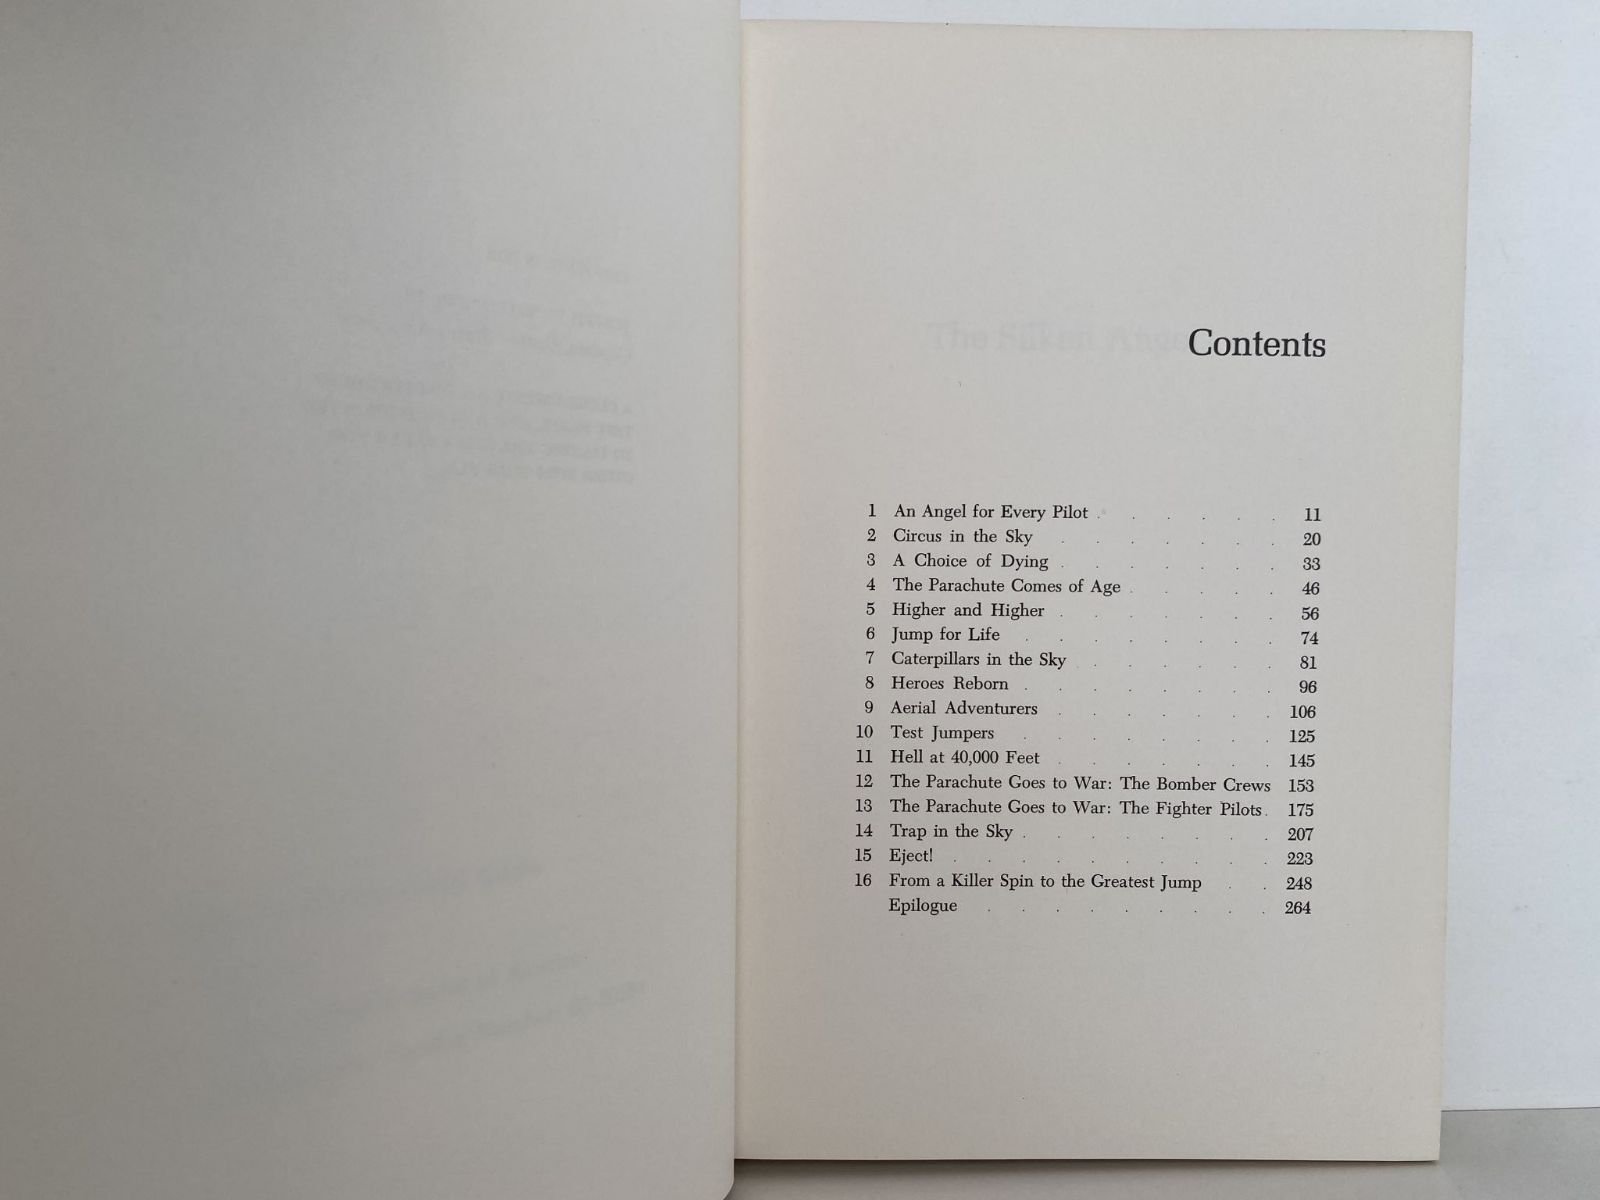 The Silken Angels
Contents
1 An Angel for Every Pilot . . . . . . 11
2 Circus in the Sky . . . . . . . 20
3 A Choice of Dying . . . . . . . 33
4 The Parachute Comes of Age . . . . . 46
5 Higher and Higher . . . . . . . 56
6 Jump for Life . . . . . . . . 74
7 Caterpillars in the Sky . . . . . . 81
8 Heroes Reborn . . . . . . . . 96
9 Aerial Adventurers . . . . . . . 106
10 Test Jumpers . . . . . . . . 125
11 Hell at 40,000 Feet . . . . . . . 145
12 The Parachute Goes to War: The Bomber Crews 153
13 The Parachute Goes to War: The Fighter Pilots . 175
14 Trap in the Sky . . . . . . . . 207
15 Eject! . . . . . . . . . . 223
16 From a Killer Spin to the Greatest Jump . . 248
Epilogue . . . . . . . . . 264